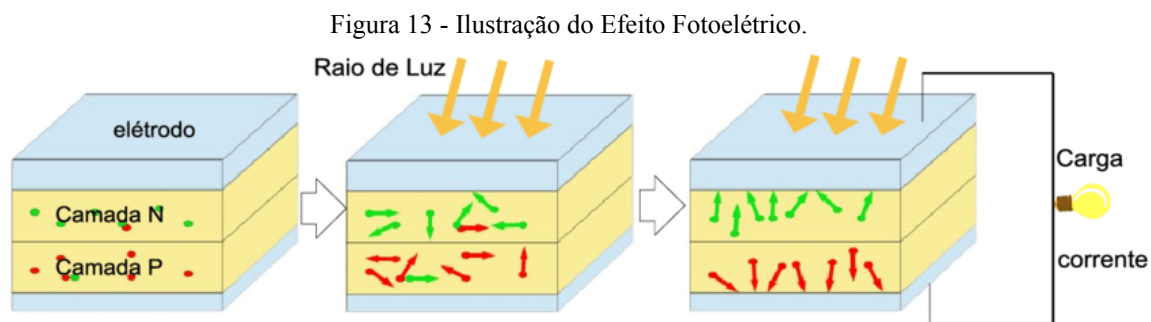 Figura 13 - Ilustração do Efeito Fotoelétrico.
Raio de Luz
elétrodo
Camada N
Camada P
Carga
corrente